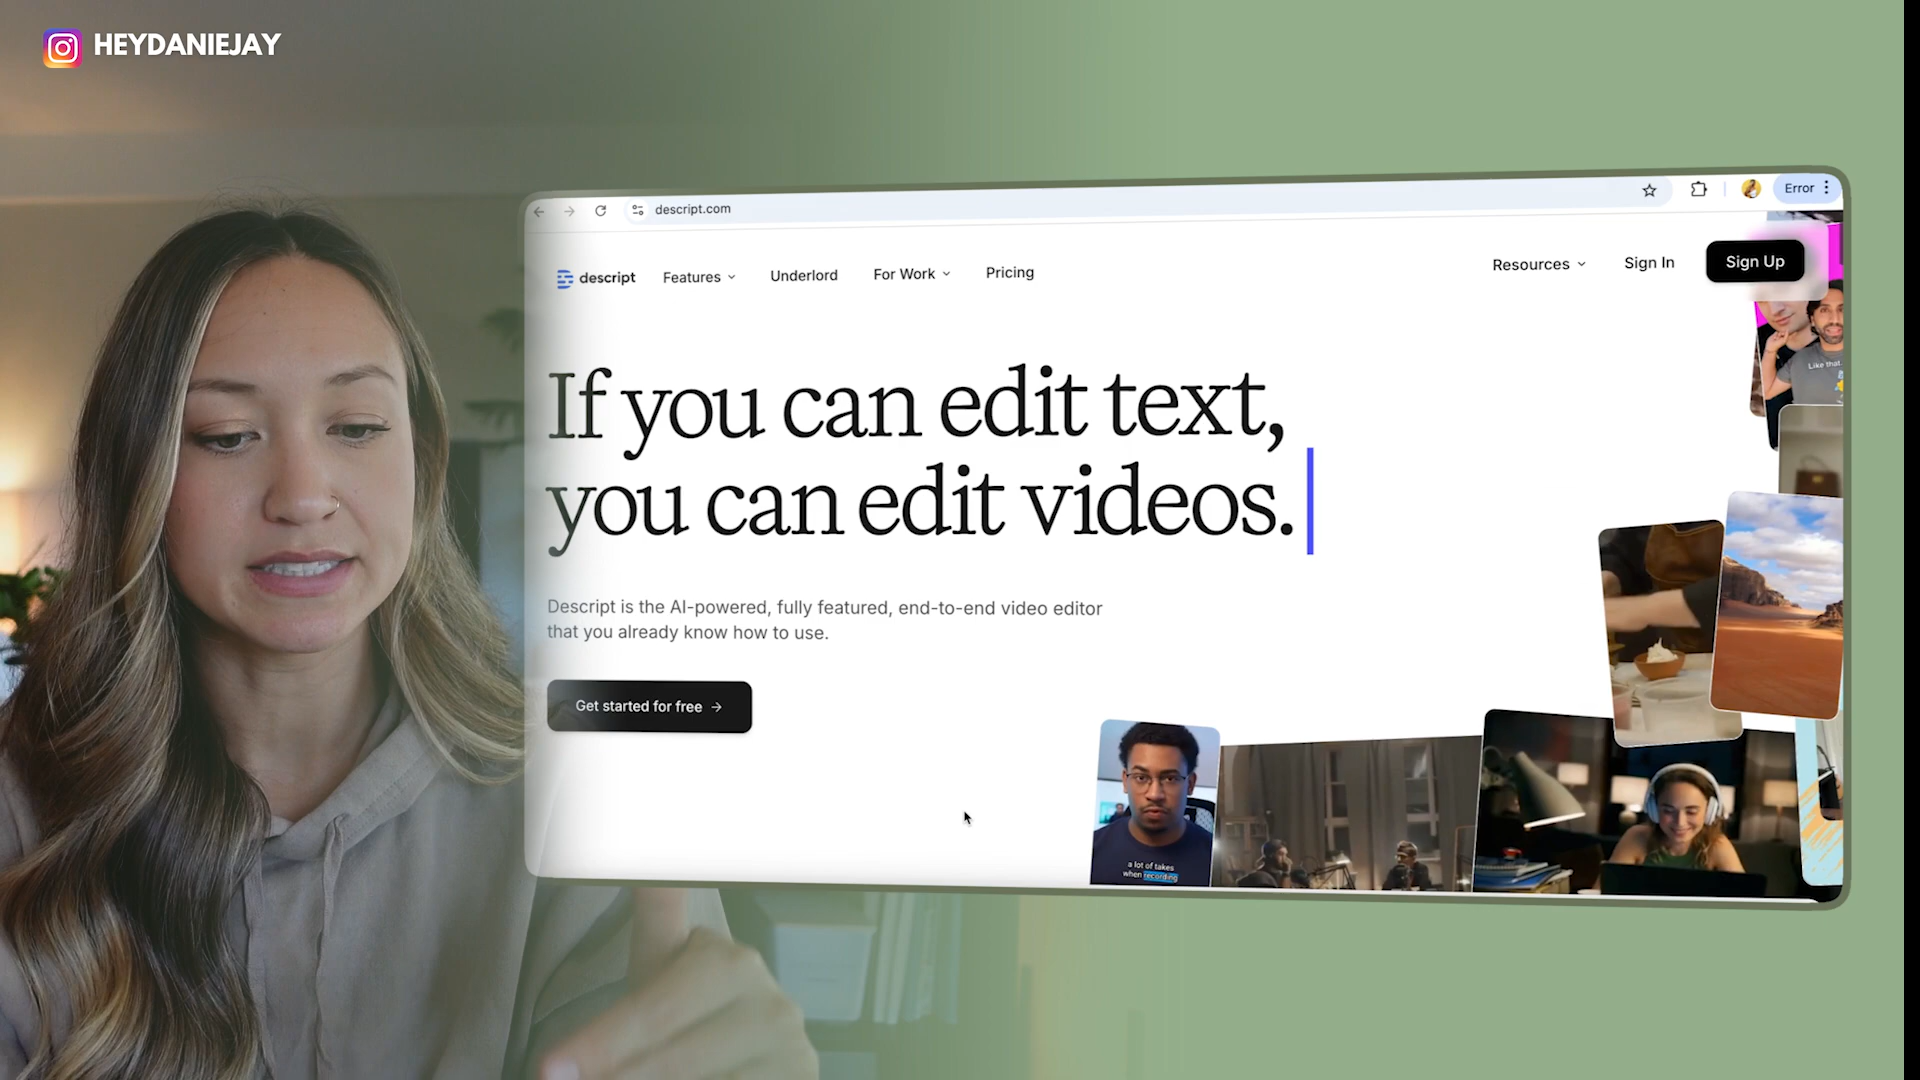 HEYDANIEJAY
descript.com
Error
descript
Features
Underlord
For Work
Pricing
Resources
Sign In
Sign Up
If you can edit text,
you can edit videos.
Like that
Descript is the AI-powered, fully featured, end-to-end video editor
that you already know how to use.
Get started for free →
a lot of takes
when recording